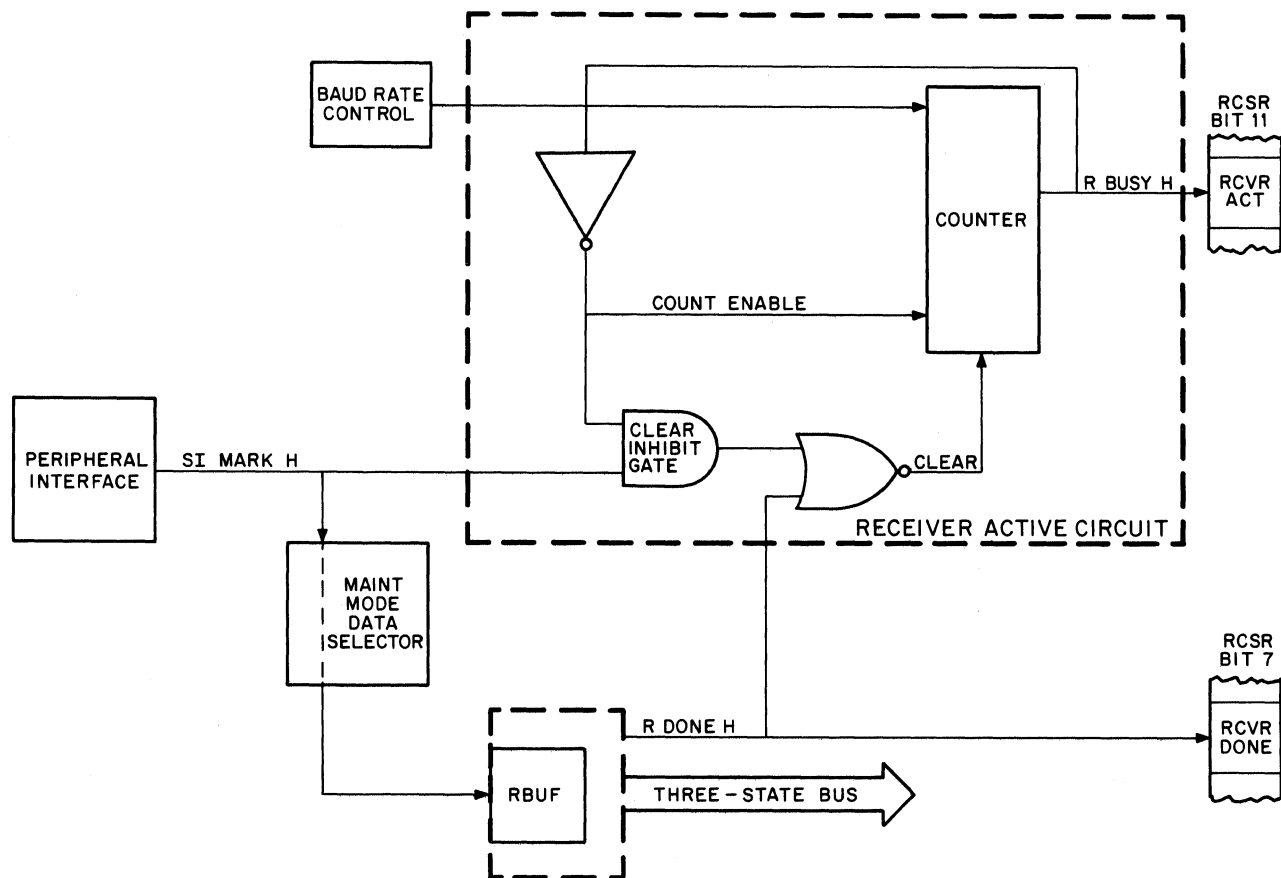 BAUD RATE
CONTROL
RCSR
BIT 11
RCVR
ACT
R BUSY H
COUNTER
COUNT ENABLE
PERIPHERAL
INTERFACE
SI MARK H
CLEAR
INHIBIT
GATE
CLEAR
RECEIVER ACTIVE CIRCUIT
MAINT
MODE
DATA
SELECTOR
RCSR
BIT 7
RCVR
DONE
R DONE H
RBUF
THREE-STATE BUS